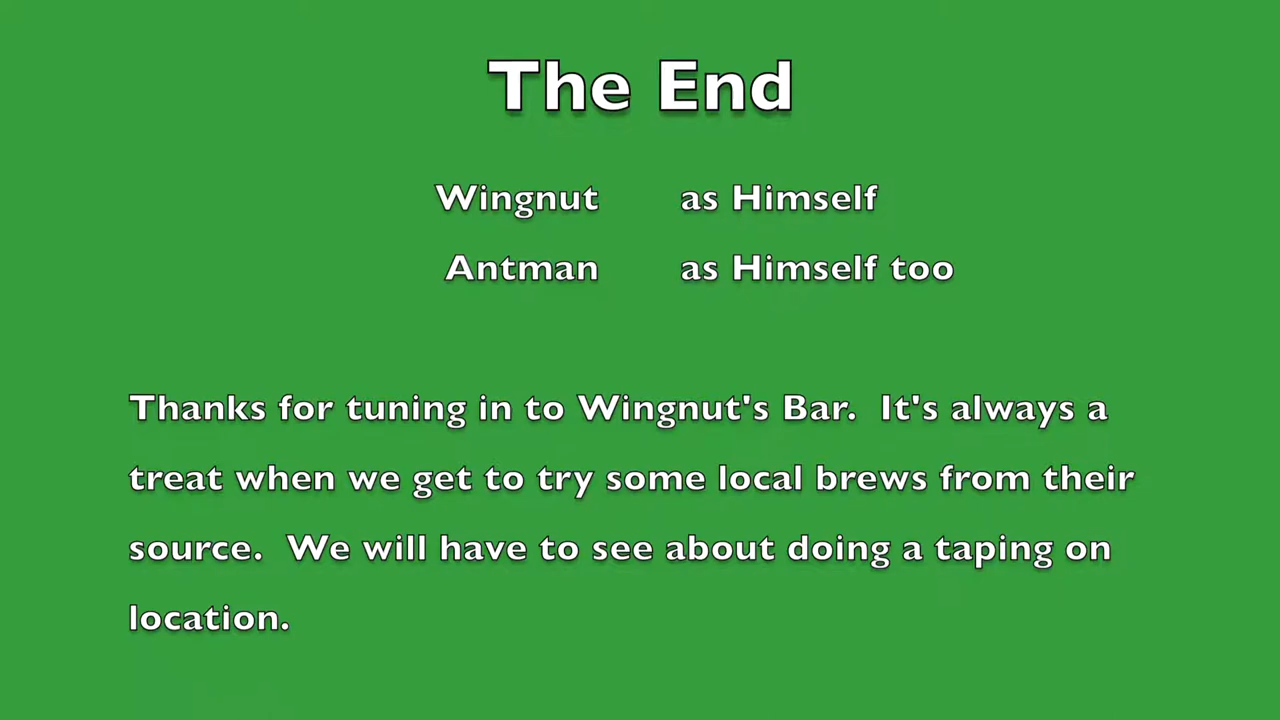 The End
Wingnut as Himself
Antman as Himself too
Thanks for tuning in to Wingnut's Bar.  It's always a
treat when we get to try some local brews from their
source.  We will have to see about doing a taping on
location.